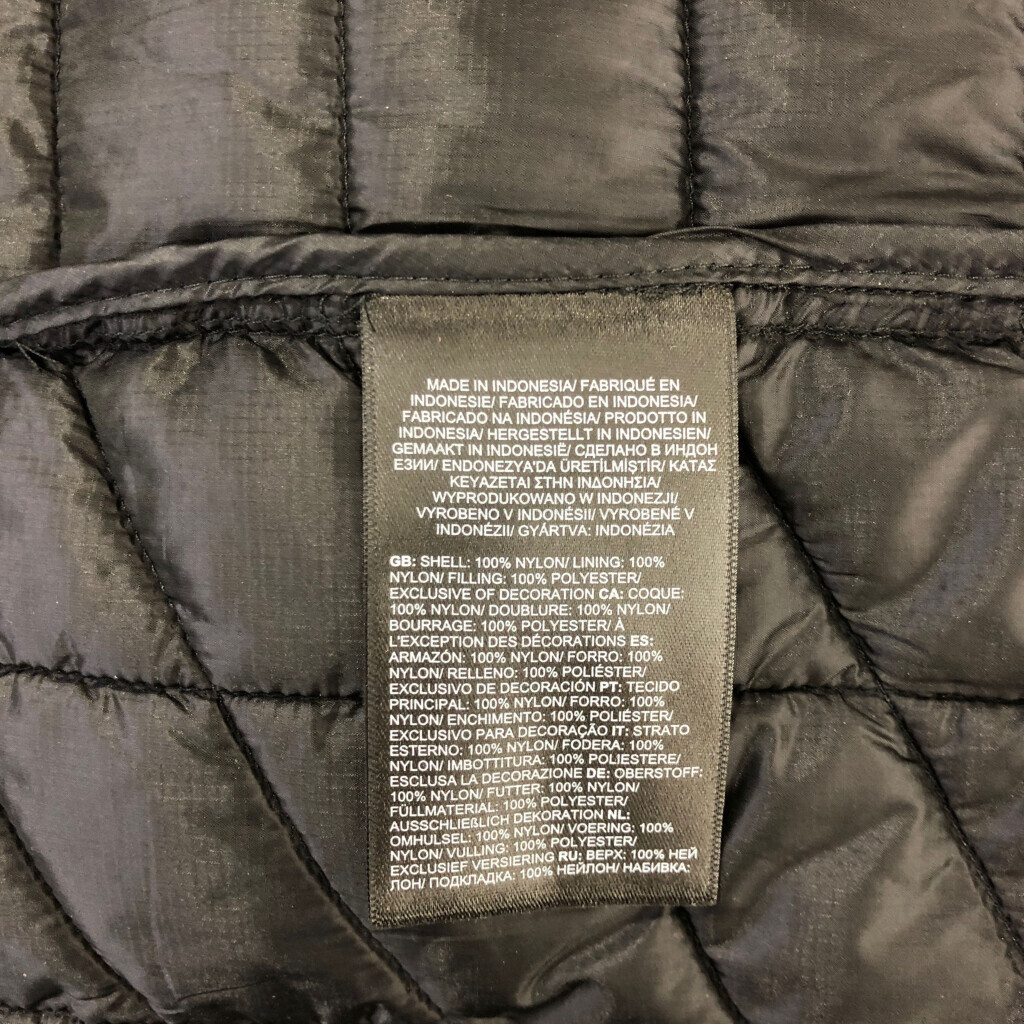 MADE IN INDONESIA/ FABRIQUÉ EN
INDONESIE/ FABRICADO EN INDONESIA/
FABRICADO NA INDONÉSIA/ PRODOTTO IN
INDONESIA/ HERGESTELLT IN INDONESIEN/
GEMAAKT IN INDONESIË/ СДЕЛАНО В ИНДОН
ЕЗИИ/ ENDONEZYA'DA ÜRETİLMİŞTİR/ ΚΑΤΑΣ
ΚΕΥΑΖΕΤΑΙ ΣΤΗΝ ΙΝΔΟΝΗΣΙΑ/
WYPRODUKOWANO W INDONEZJI/
VYROBENO V INDONÉSII/ VYROBENÉ V
INDONÉZII/ GYÁRTVA: INDONÉZIA
GB: SHELL: 100% NYLON/ LINING: 100%
NYLON/ FILLING: 100% POLYESTER/
EXCLUSIVE OF DECORATION CA: COQUE:
100% NYLON/ DOUBLURE: 100% NYLON/
BOURRAGE: 100% POLYESTER/ À
L'EXCEPTION DES DÉCORATIONS ES:
ARMAZÓN: 100% NYLON/ FORRO: 100%
NYLON/ RELLENO: 100% POLIÉSTER/
EXCLUSIVO DE DECORACIÓN PT: TECIDO
PRINCIPAL: 100% NYLON/ FORRO: 100%
NYLON/ ENCHIMENTO: 100% POLIÉSTER/
EXCLUSIVO PARA DECORAÇÃO IT: STRATO
ESTERNO: 100% NYLON/ FODERA: 100%
NYLON/ IMBOTTITURA: 100% POLIESTERE/
ESCLUSA LA DECORAZIONE DE: OBERSTOFF:
100% NYLON/ FUTTER: 100% NYLON/
FÜLLMATERIAL: 100% POLYESTER/
AUSSCHLIEßLICH DEKORATION NL:
OMHULSEL: 100% NYLON/ VOERING: 100%
NYLON/ VULLING: 100% POLYESTER/
EXCLUSIEF VERSIERING RU: ВЕРХ: 100% НЕЙ
ЛОН/ ПОДКЛАДКА: 100% НЕЙЛОН/ НАБИВКА: